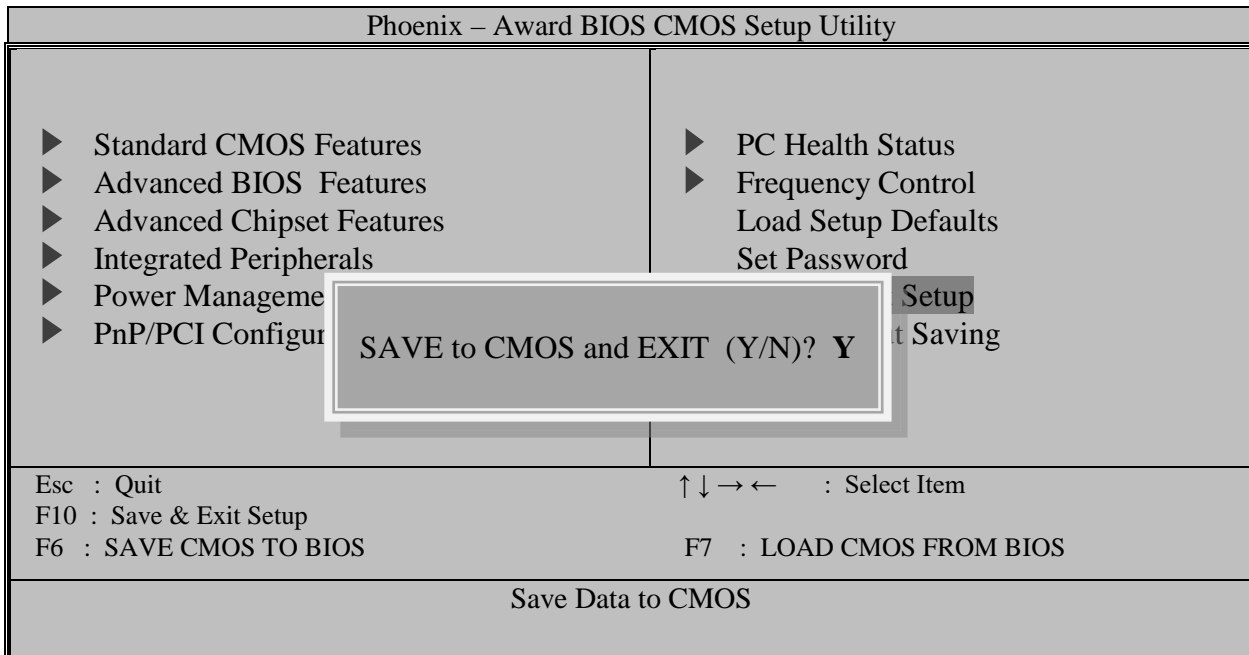 Phoenix – Award BIOS CMOS Setup Utility
Standard CMOS Features
Advanced BIOS Features
Advanced Chipset Features
Integrated Peripherals
Power Manageme
PnP/PCI Configur
PC Health Status
Frequency Control
Load Setup Defaults
Set Password
Setup
t Saving
SAVE to CMOS and EXIT (Y/N)? Y
Esc : Quit
↑ ↓ → ← : Select Item
F10 : Save & Exit Setup
F6 : SAVE CMOS TO BIOS
F7 : LOAD CMOS FROM BIOS
Save Data to CMOS